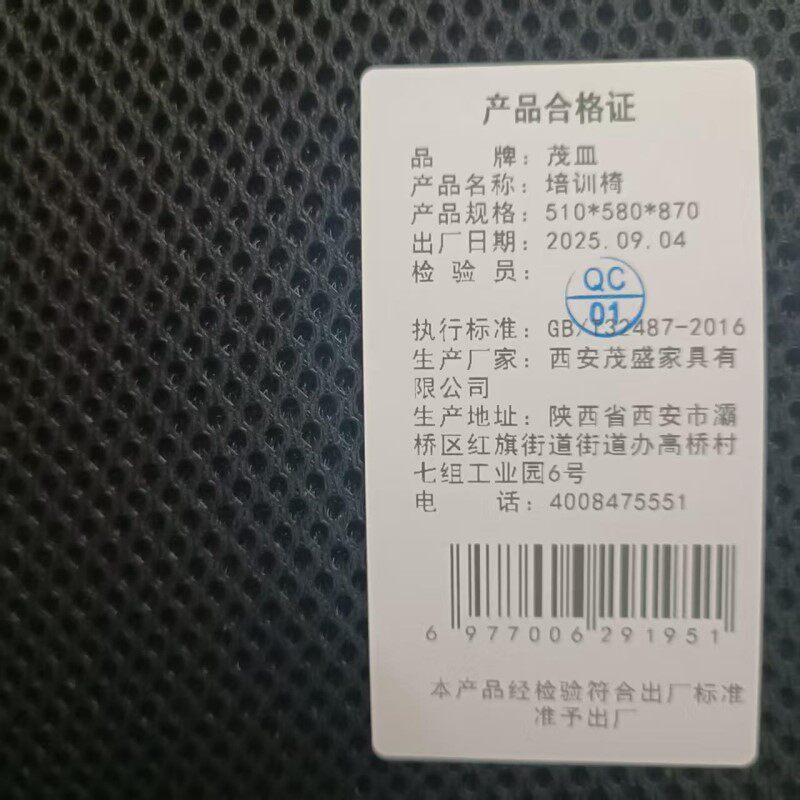 产品合格证
品 牌：茂皿
产品名称：培训椅
产品规格：510*580*870
出厂日期：2025.09.04
检 验 员：
QC
01
执行标准：GB/T32487-2016
生产厂家：西安茂盛家具有
限公司
生产地址：陕西省西安市灞
桥区红旗街道街道办高桥村
七组工业园6号
电 话：4008475551
6 977006 291951
本产品经检验符合出厂标准
准予出厂